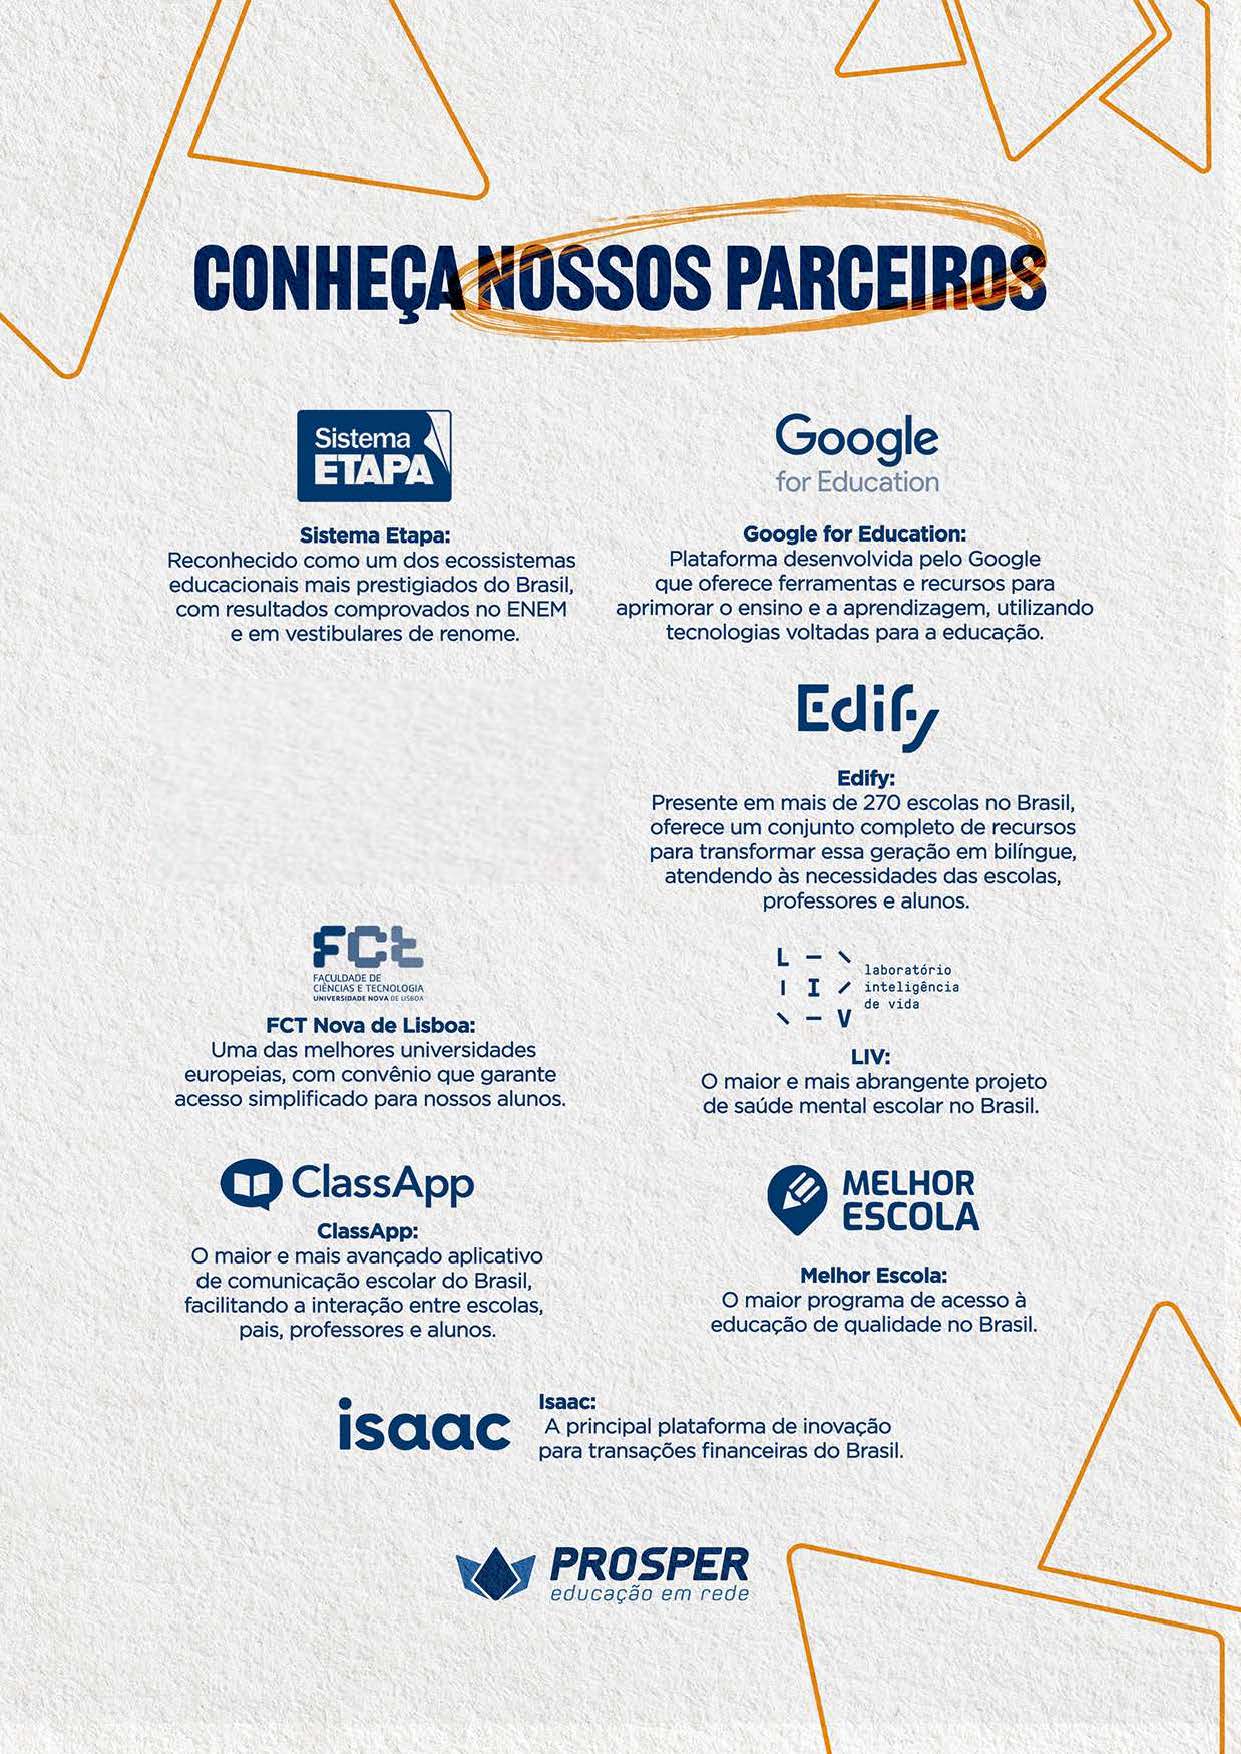 CONHEÇA NOSSOS PARCEIROS
Sistema
ETAPA
Sistema Etapa:
Reconhecido como um dos ecossistemas
educacionais mais prestigiados do Brasil,
com resultados comprovados no ENEM
e em vestibulares de renome.
Google
for Education
Google for Education:
Plataforma desenvolvida pelo Google
que oferece ferramentas e recursos para
aprimorar o ensino e a aprendizagem, utilizando
tecnologias voltadas para a educação.
Edify
Edify:
Presente em mais de 270 escolas no Brasil,
oferece um conjunto completo de recursos
para transformar essa geração em bilíngue,
atendendo às necessidades das escolas,
professores e alunos.
FCt
FACULDADE DE
CIÊNCIAS E TECNOLOGIA
UNIVERSIDADE NOVA DE LISBOA
FCT Nova de Lisboa:
Uma das melhores universidades
europeias, com convênio que garante
acesso simplificado para nossos alunos.
L I V
laboratório
inteligência
de vida
LIV:
O maior e mais abrangente projeto
de saúde mental escolar no Brasil.
ClassApp
ClassApp:
O maior e mais avançado aplicativo
de comunicação escolar do Brasil,
facilitando a interação entre escolas,
pais, professores e alunos.
MELHOR
ESCOLA
Melhor Escola:
O maior programa de acesso à
educação de qualidade no Brasil.
isaac
Isaac:
A principal plataforma de inovação
para transações financeiras do Brasil.
PROSPER
educação em rede